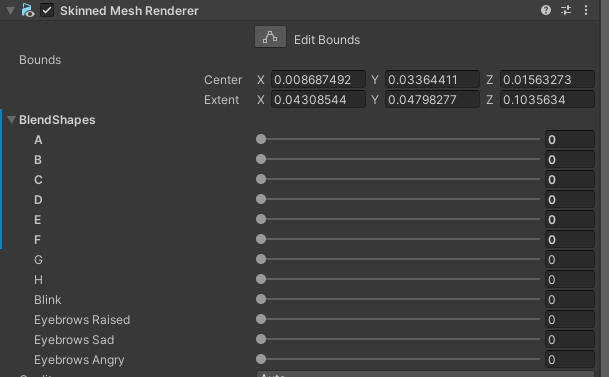 Skinned Mesh Renderer
Edit Bounds
Bounds
Center X 0.008687492 Y 0.03364411 Z 0.01563273
Extent X 0.04308544 Y 0.04798277 Z 0.1035634
BlendShapes
A 0
B 0
C 0
D 0
E 0
F 0
G 0
H 0
Blink 0
Eyebrows Raised 0
Eyebrows Sad 0
Eyebrows Angry 0